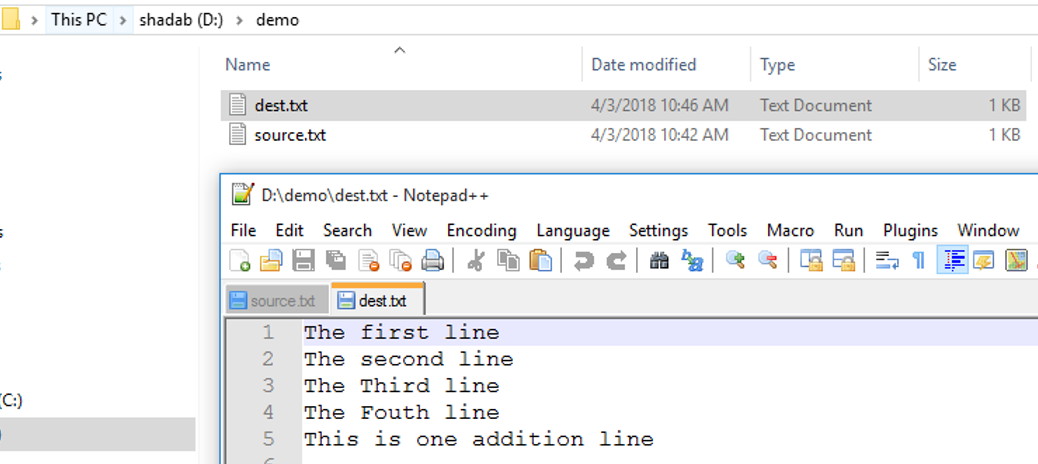 This PC > shadab (D:) > demo
Name Date modified Type Size
dest.txt 4/3/2018 10:46 AM Text Document 1 KB
source.txt 4/3/2018 10:42 AM Text Document 1 KB
D:\demo\dest.txt - Notepad++
File Edit Search View Encoding Language Settings Tools Macro Run Plugins Window
source.txt dest.txt
1 The first line
2 The second line
3 The Third line
4 The Fouth line
(C:)
5 This is one addition line